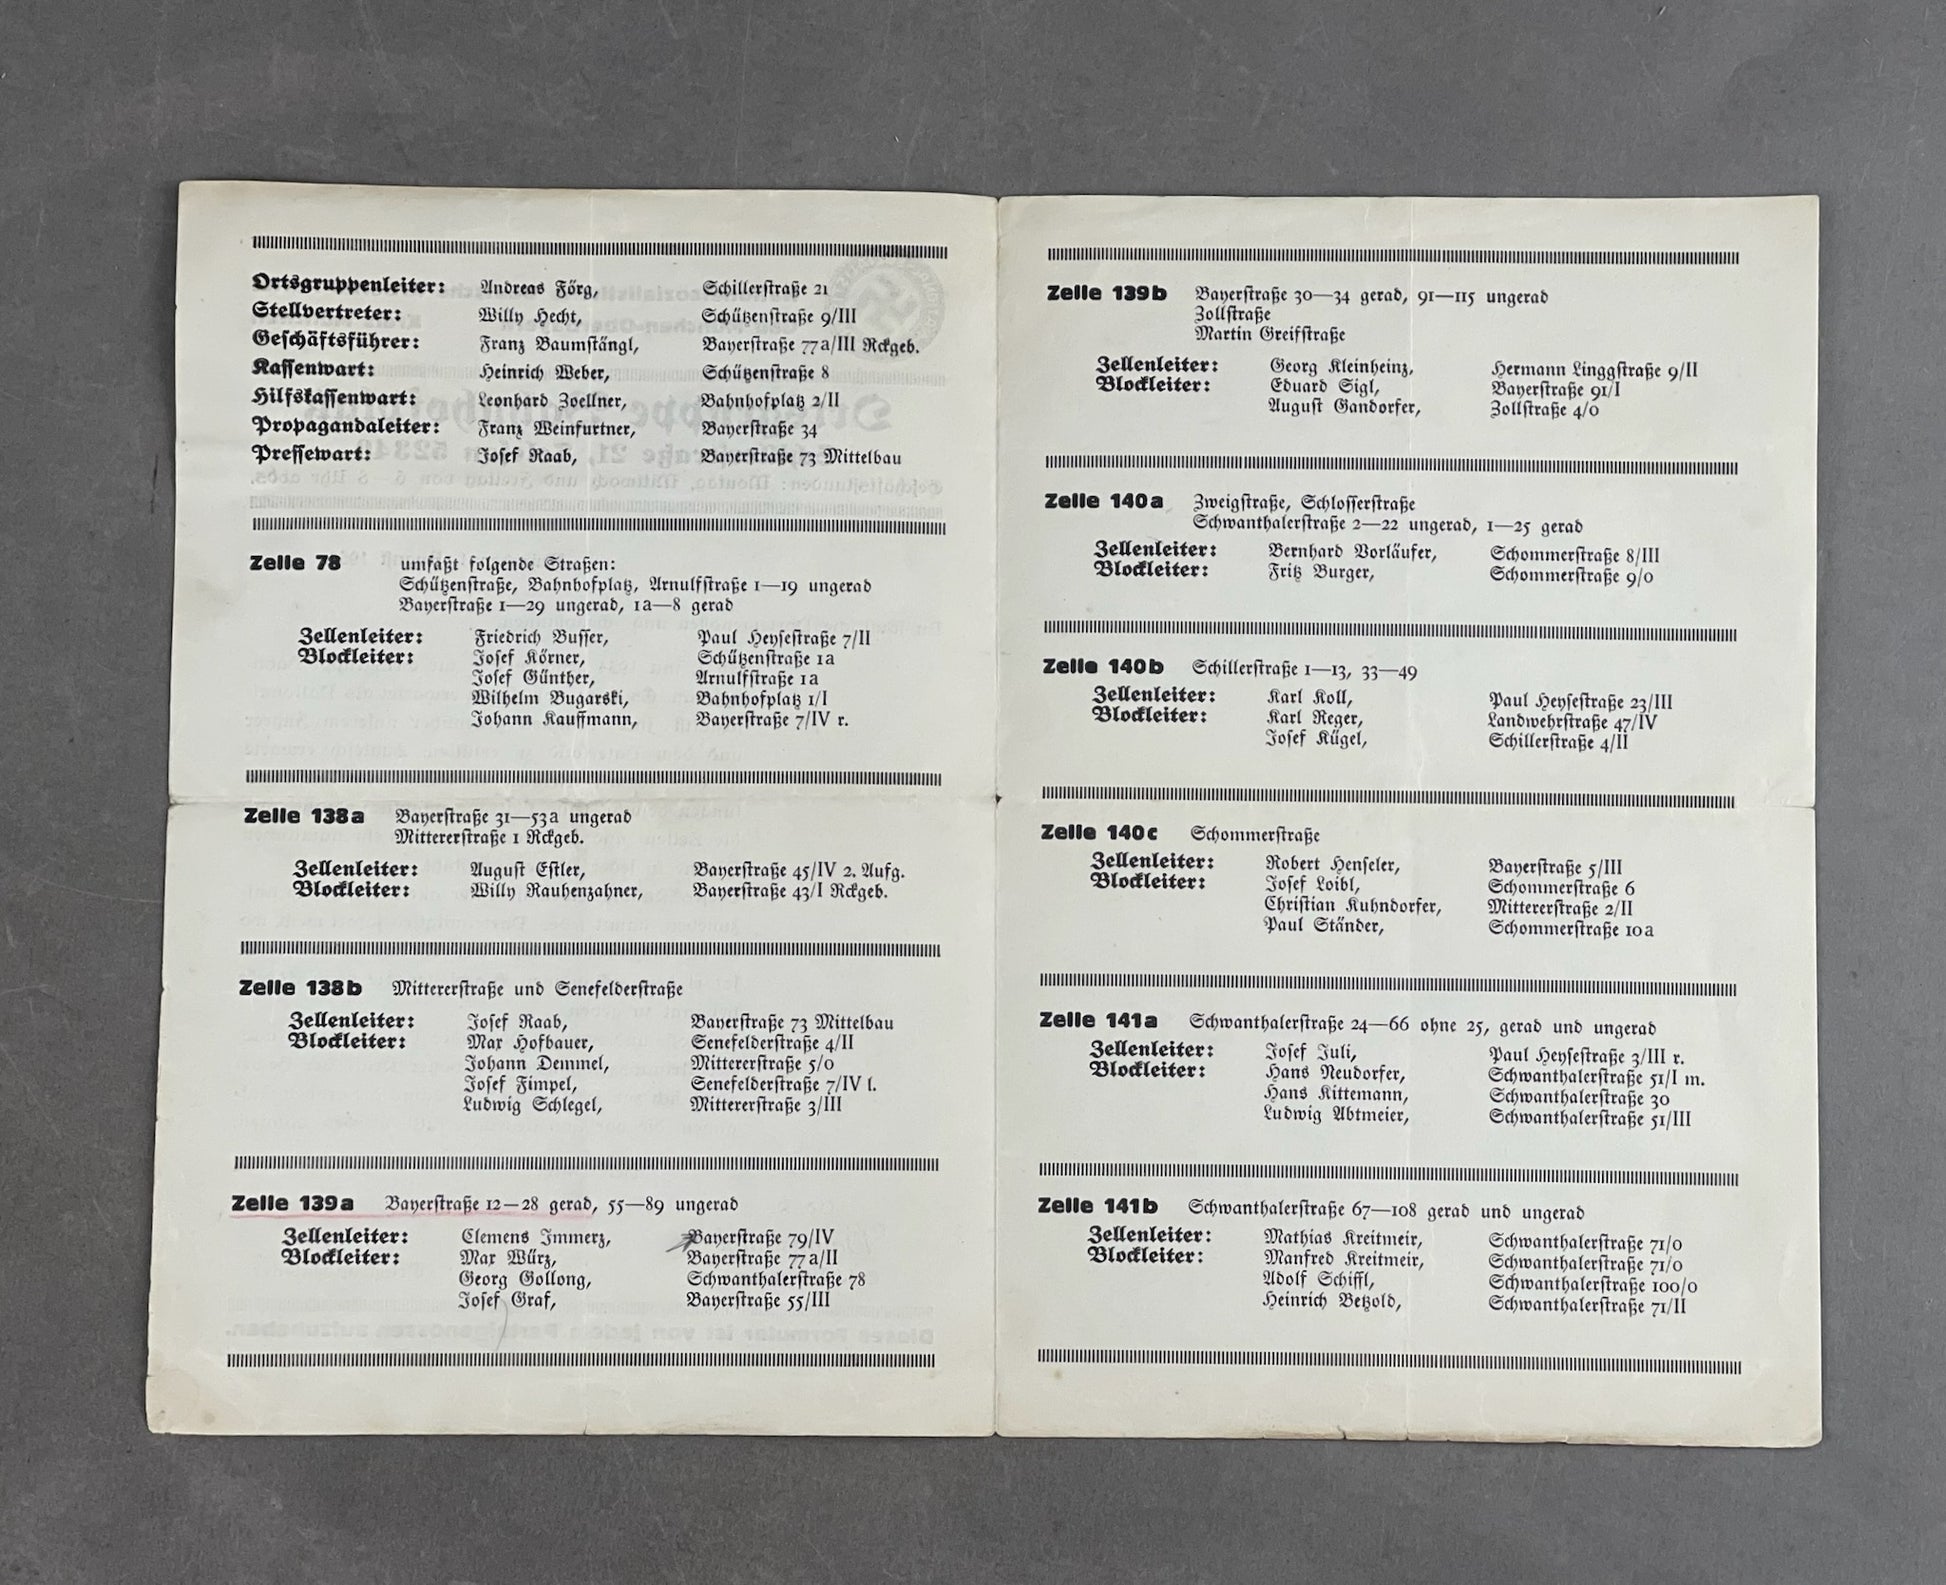 Ortsgruppenleiter: Andreas Förg, Schillerstraße 21
Stellvertreter: Willy Hecht, Schützenstraße 9/III
Geschäftsführer: Franz Baumstängl, Bayerstraße 77a/III Rckgeb.
Kassenwart: Heinrich Weber, Schützenstraße 8
Hilfskassenwart: Leonhard Zoellner, Bahnhofplatz 2/II
Propagandaleiter: Franz Weinfurtner, Bayerstraße 34
Pressewart: Josef Raab, Bayerstraße 73 Mittelbau
Zelle 78 umfaßt folgende Straßen:
Schützenstraße, Bahnhofplatz, Arnulfstraße 1—19 ungerad
Bayerstraße 1—29 ungerad, 1a—8 gerad
Zellenleiter: Friedrich Busser, Paul Heysestraße 7/II
Blockleiter: Josef Körner, Schützenstraße 1a
Josef Günther, Arnulfstraße 1a
Wilhelm Bugarski, Bahnhofplatz 1/I
Johann Kauffmann, Bayerstraße 7/IV r.
Zelle 138a Bayerstraße 31—53a ungerad
Mittererstraße 1 Rckgeb.
Zellenleiter: August Estler, Bayerstraße 45/IV 2. Aufg.
Blockleiter: Willy Rauhenzahner, Bayerstraße 43/I Rckgeb.
Zelle 138b Mittererstraße und Senefelderstraße
Zellenleiter: Josef Raab, Bayerstraße 73 Mittelbau
Blockleiter: Max Hofbauer, Senefelderstraße 4/II
Johann Demmel, Mittererstraße 5/0
Josef Fimpel, Senefelderstraße 7/IV l.
Ludwig Schlegel, Mittererstraße 3/III
Zelle 139a Bayerstraße 12—28 gerad, 55—89 ungerad
Zellenleiter: Clemens Immerz, Bayerstraße 79/IV
Blockleiter: Max Würz, Bayerstraße 77a/II
Georg Gollong, Schwanthalerstraße 78
Josef Graf, Bayerstraße 55/III
Zelle 139b Bayerstraße 30—34 gerad, 91—115 ungerad
Zollstraße
Martin Greifstraße
Zellenleiter: Georg Kleinheinz, Hermann Linggstraße 9/II
Blockleiter: Eduard Sigl, Bayerstraße 91/I
August Gandorfer, Zollstraße 4/0
Zelle 140a Zweigstraße, Schlosserstraße
Schwanthalerstraße 2—22 ungerad, 1—25 gerad
Zellenleiter: Bernhard Vorläufer, Schommerstraße 8/III
Blockleiter: Fritz Burger, Schommerstraße 9/0
Zelle 140b Schillerstraße 1—13, 33—49
Zellenleiter: Karl Koll, Paul Heysestraße 23/III
Blockleiter: Karl Reger, Landwehrstraße 47/IV
Josef Kügel, Schillerstraße 4/II
Zelle 140c Schommerstraße
Zellenleiter: Robert Henseler, Bayerstraße 5/III
Blockleiter: Josef Loibl, Schommerstraße 6
Christian Kuhndorfer, Mittererstraße 2/II
Paul Ständer, Schommerstraße 10a
Zelle 141a Schwanthalerstraße 24—66 ohne 25, gerad und ungerad
Zellenleiter: Josef Juli, Paul Heysestraße 3/III r.
Blockleiter: Hans Neudorfer, Schwanthalerstraße 51/I m.
Hans Kittemann, Schwanthalerstraße 30
Ludwig Abtmeier, Schwanthalerstraße 51/III
Zelle 141b Schwanthalerstraße 67—108 gerad und ungerad
Zellenleiter: Mathias Kreitmeir, Schwanthalerstraße 71/0
Blockleiter: Manfred Kreitmeir, Schwanthalerstraße 71/0
Adolf Schiffl, Schwanthalerstraße 100/0
Heinrich Betzold, Schwanthalerstraße 71/II